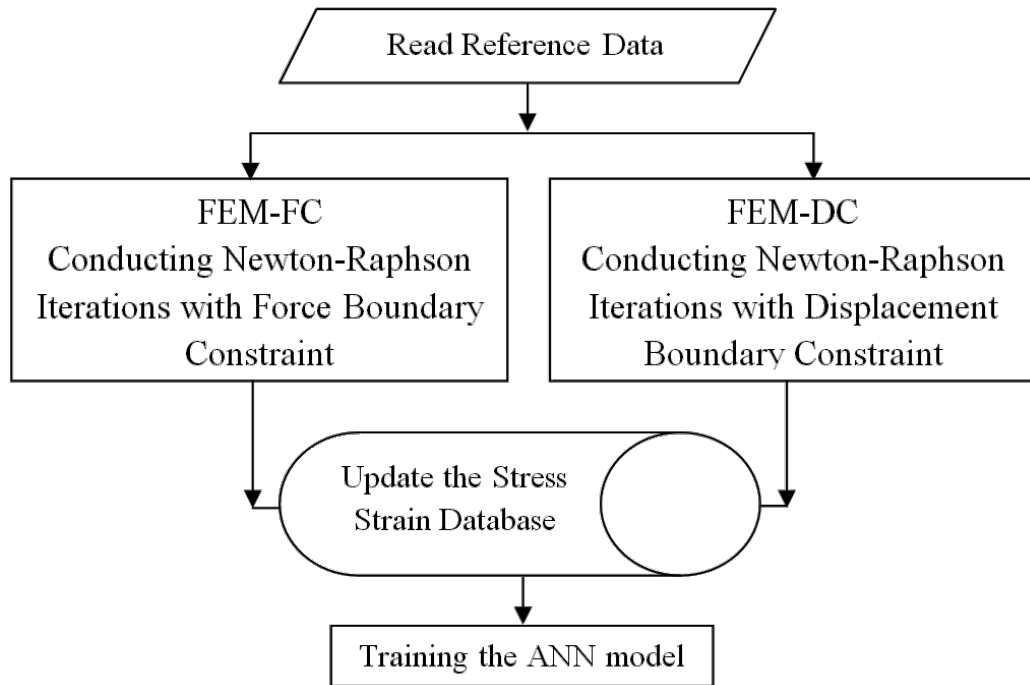 Read Reference Data
FEM-FC
Conducting Newton-Raphson
Iterations with Force Boundary
Constraint
FEM-DC
Conducting Newton-Raphson
Iterations with Displacement
Boundary Constraint
Update the Stress
Strain Database
Training the ANN model